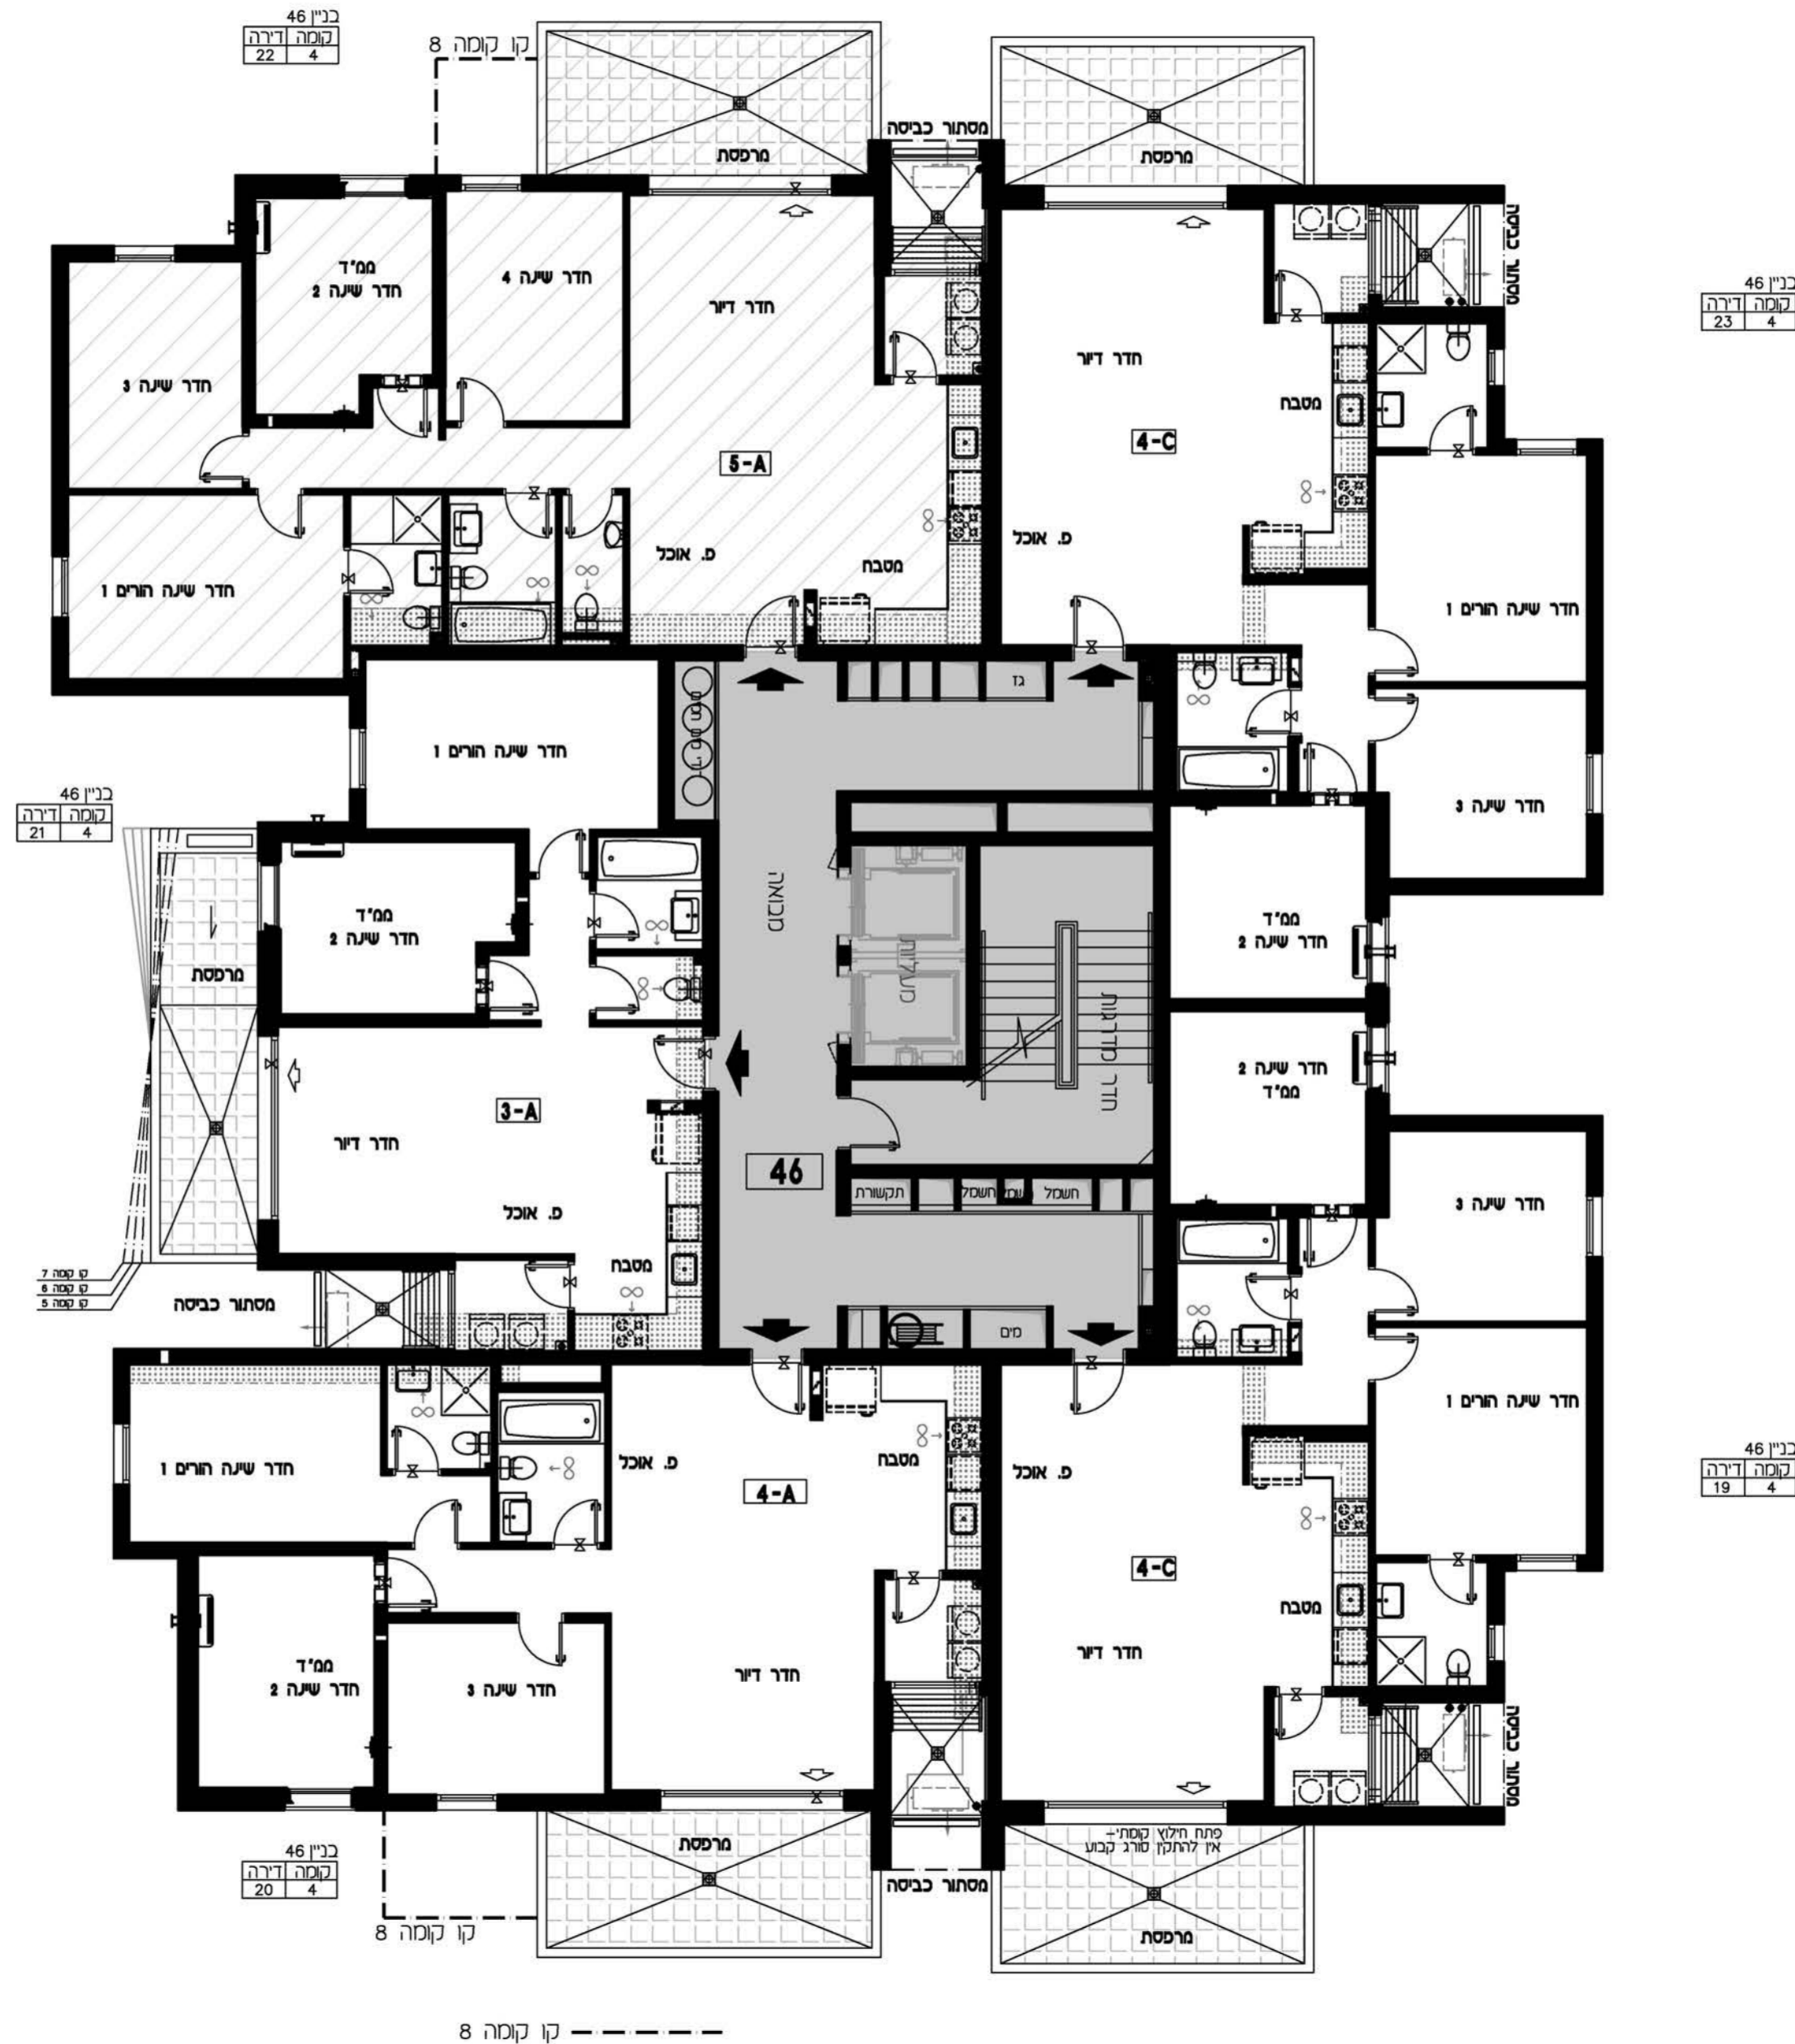 בניין 46
קומה דירה
4 22
קו קומה 8
מרפסת
מסתור כביסה
מרפסת
מסתור כביסה
בניין 46
קומה דירה
4 23
ממ"ד
חדר שינה 2
חדר שינה 4
חדר דיור
חדר שינה 3
חדר דיור
מטבח
5-A
4-C
פ. אוכל
מטבח
פ. אוכל
חדר שינה הורים 1
חדר שינה הורים 1
גז
חדר שינה הורים 1
חדר שינה 3
בניין 46
קומה דירה
4 21
ממ"ד
חדר שינה 2
מרפסת
מבואה
מעליות
חדר מדרגות
ממ"ד
חדר שינה 2
חדר שינה 2
ממ"ד
3-A
חדר דיור
פ. אוכל
מטבח
46
תקשורת
חשמל
חשמל
חדר שינה 3
קו קומה 7
קו קומה 6
קו קומה 5
מסתור כביסה
מים
חדר שינה הורים 1
חדר שינה הורים 1
פ. אוכל
מטבח
4-A
פ. אוכל
בניין 46
קומה דירה
4 19
4-C
מטבח
חדר דיור
ממ"ד
חדר שינה 2
חדר שינה 3
חדר דיור
מסתור כביסה
מרפסת
פתח חילוץ קומתי-
אין להתקין סורג קבוע
מרפסת
מסתור כביסה
בניין 46
קומה דירה
4 20
קו קומה 8
קו קומה 8